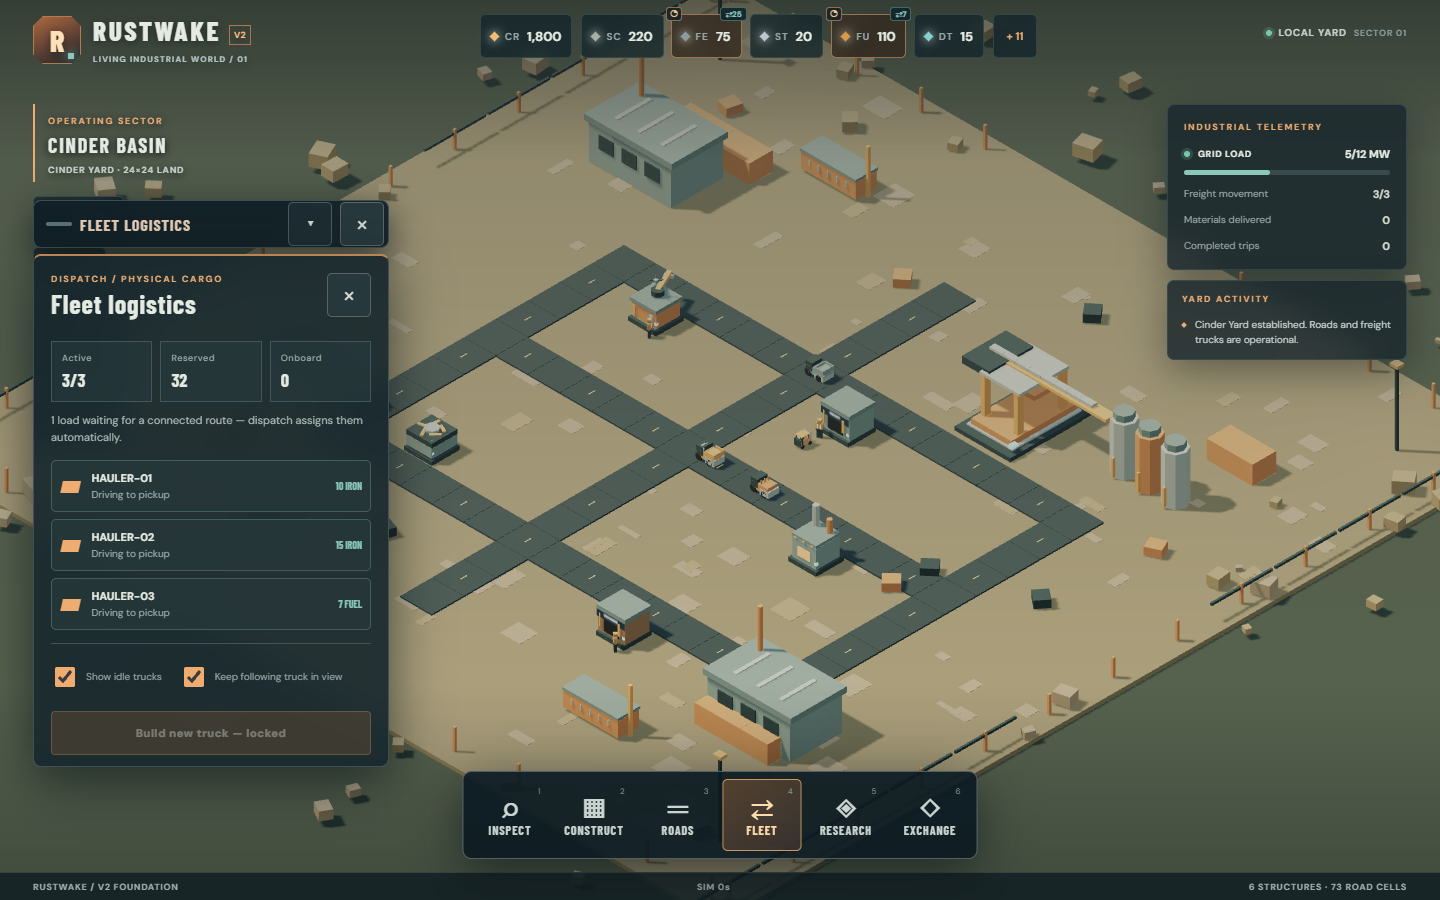 R
RUSTWAKE V2
LIVING INDUSTRIAL WORLD / 01
CR 1,800
SC 220
⇄25
FE 75
ST 20
⇄7
FU 110
DT 15
+ 11
LOCAL YARD SECTOR 01
OPERATING SECTOR
CINDER BASIN
CINDER YARD · 24×24 LAND
FLEET LOGISTICS ▼ ✕
DISPATCH / PHYSICAL CARGO
Fleet logistics ✕
Active
3/3
Reserved
32
Onboard
0
1 load waiting for a connected route — dispatch assigns them
automatically.
HAULER-01
Driving to pickup
10 IRON
HAULER-02
Driving to pickup
15 IRON
HAULER-03
Driving to pickup
7 FUEL
Show idle trucks
Keep following truck in view
Build new truck — locked
INDUSTRIAL TELEMETRY
GRID LOAD 5/12 MW
Freight movement 3/3
Materials delivered 0
Completed trips 0
YARD ACTIVITY
Cinder Yard established. Roads and freight
trucks are operational.
1
INSPECT
2
CONSTRUCT
3
ROADS
4
FLEET
5
RESEARCH
6
EXCHANGE
RUSTWAKE / V2 FOUNDATION
SIM 0s
6 STRUCTURES · 73 ROAD CELLS